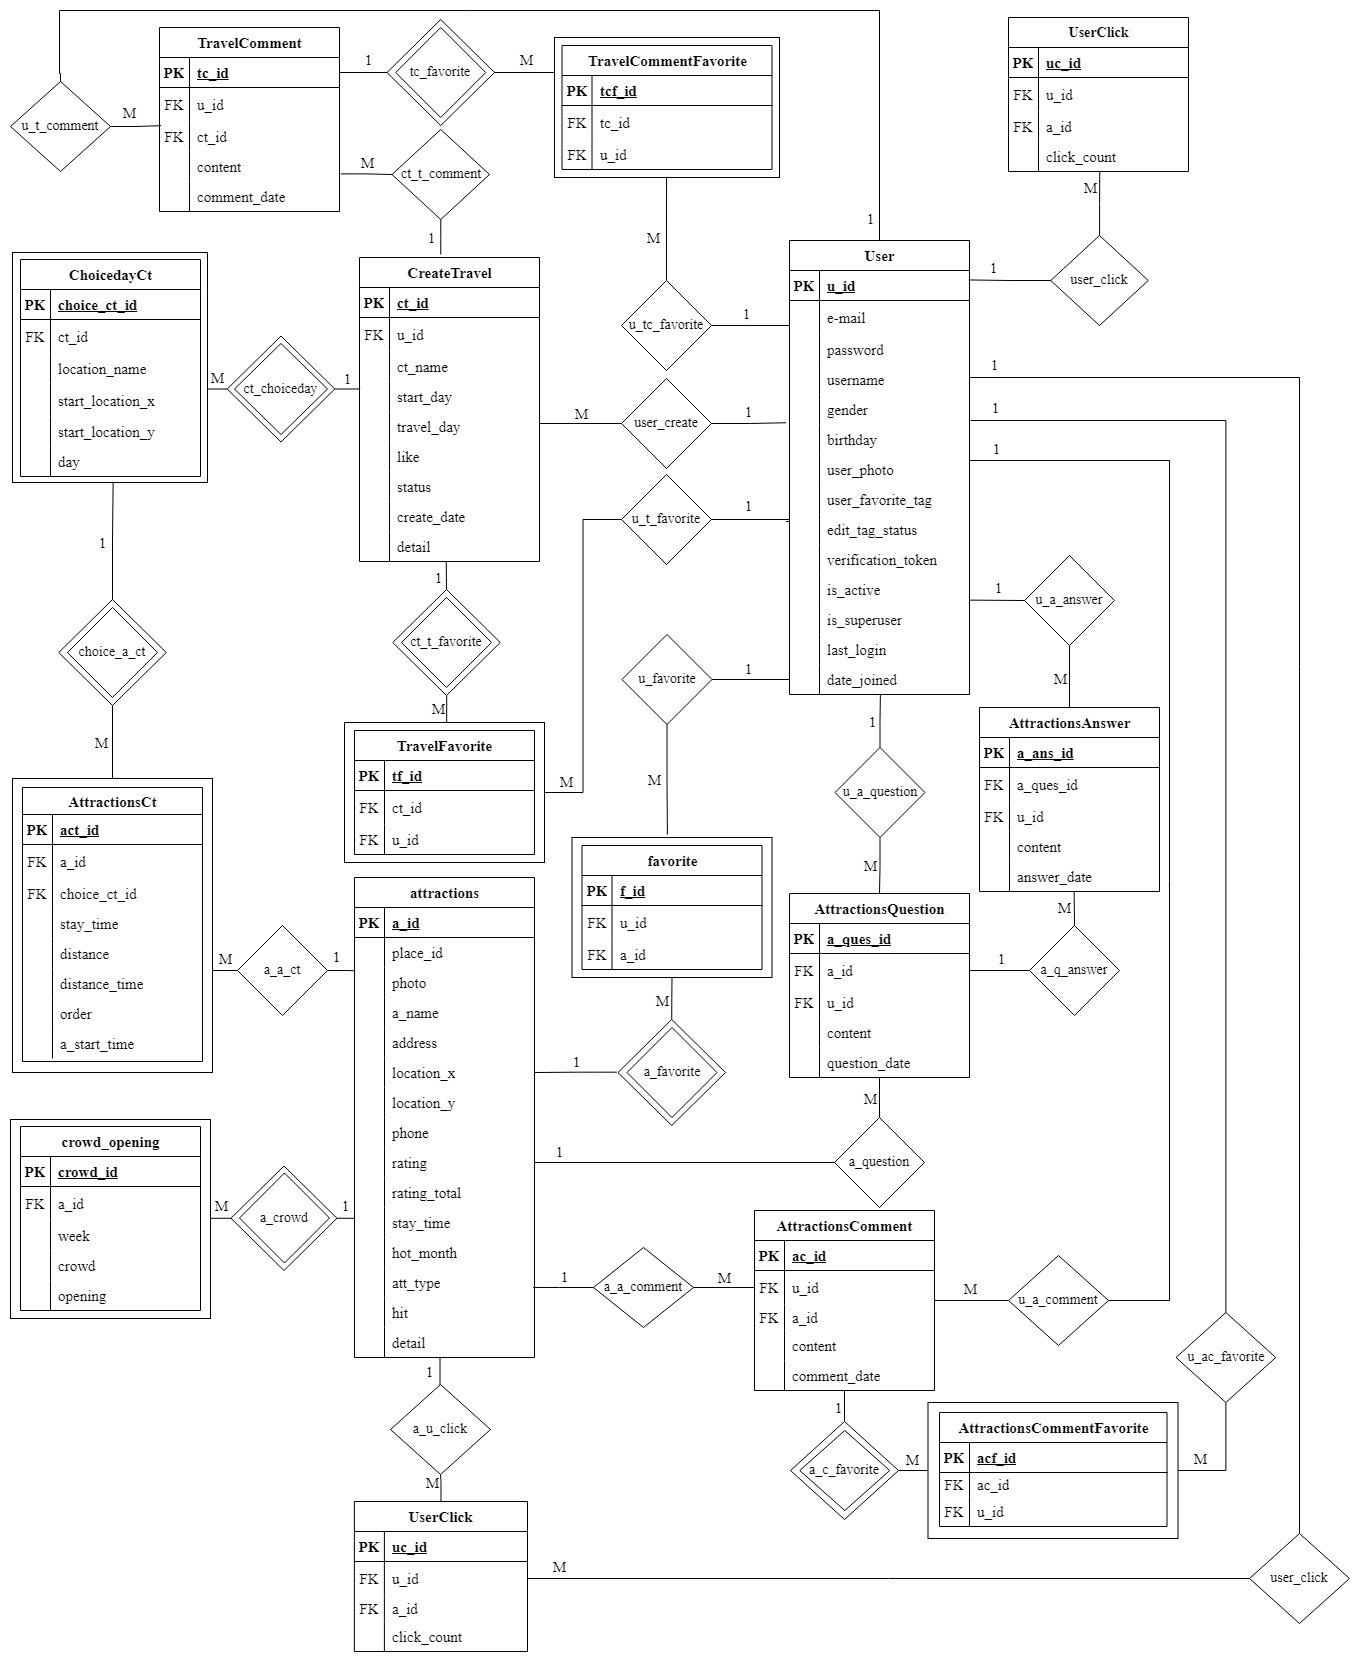 TravelComment
PK tc_id
FK u_id
FK ct_id
content
comment_date
1
tc_favorite
M
TravelCommentFavorite
PK tcf_id
FK tc_id
FK u_id
UserClick
PK uc_id
FK u_id
FK a_id
click_count
M
u_t_comment
M
M
ct_t_comment
1
M
1
user_click
1
ChoicedayCt
PK choice_ct_id
FK ct_id
location_name
start_location_x
start_location_y
day
M
ct_choiceday
1
CreateTravel
PK ct_id
FK u_id
ct_name
start_day
travel_day
like
status
create_date
detail
u_tc_favorite
1
M
user_create
1
u_t_favorite
1
User
PK u_id
e-mail
password
username
gender
birthday
user_photo
user_favorite_tag
edit_tag_status
verification_token
is_active
is_superuser
last_login
date_joined
1
1
1
1
u_a_answer
M
1
choice_a_ct
M
1
ct_t_favorite
M
u_favorite
1
M
1
u_a_question
M
AttractionsAnswer
PK a_ans_id
FK a_ques_id
FK u_id
content
answer_date
M
TravelFavorite
PK tf_id
FK ct_id
FK u_id
M
AttractionsCt
PK act_id
FK a_id
FK choice_ct_id
stay_time
distance
distance_time
order
a_start_time
M
a_a_ct
1
attractions
PK a_id
place_id
photo
a_name
address
location_x
location_y
phone
rating
rating_total
stay_time
hot_month
att_type
hit
detail
favorite
PK f_id
FK u_id
FK a_id
M
1
a_favorite
AttractionsQuestion
PK a_ques_id
FK a_id
FK u_id
content
question_date
1
a_q_answer
M
1
a_question
crowd_opening
PK crowd_id
FK a_id
week
crowd
opening
M
a_crowd
1
1
a_a_comment
M
AttractionsComment
PK ac_id
FK u_id
FK a_id
content
comment_date
M
u_a_comment
u_ac_favorite
1
a_u_click
M
1
a_c_favorite
M
AttractionsCommentFavorite
PK acf_id
FK ac_id
FK u_id
M
UserClick
PK uc_id
FK u_id
FK a_id
click_count
M
user_click